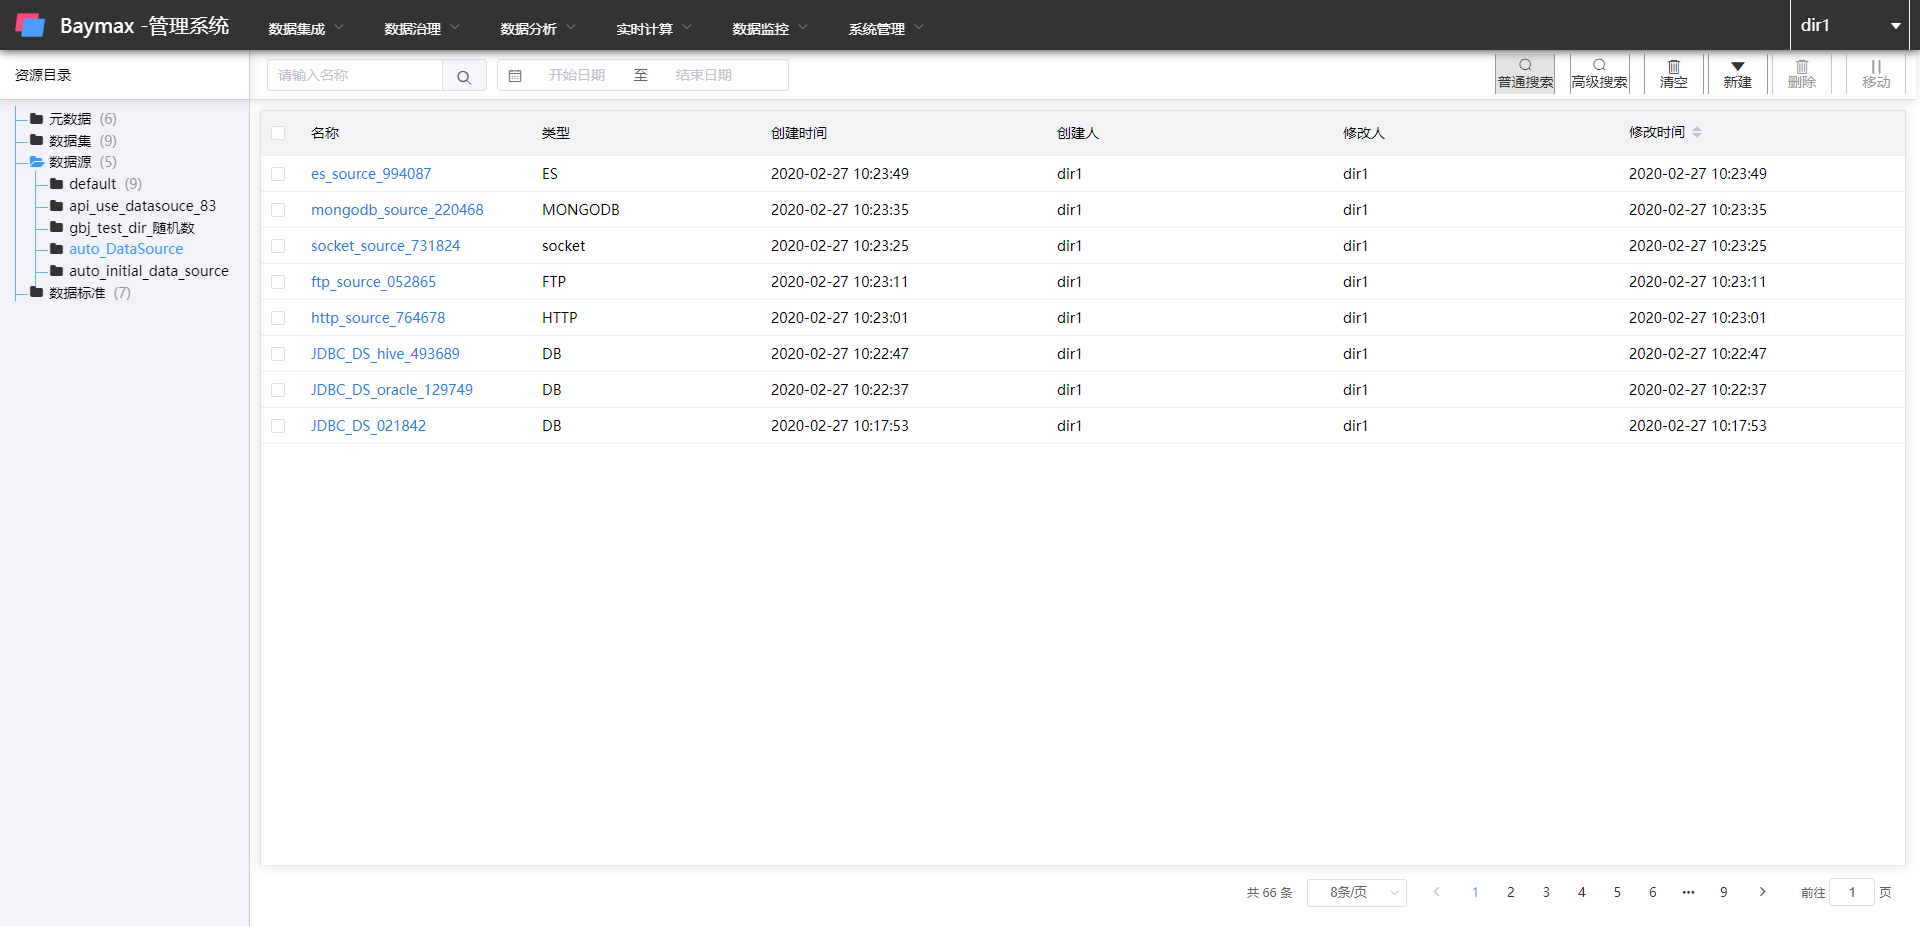 Baymax -管理系统 数据集成 数据治理 数据分析 实时计算 数据监控 系统管理 dir1
资源目录
元数据 (6)
数据集 (9)
数据源 (5)
default (9)
api_use_datasouce_83
gbj_test_dir_随机数
auto_DataSource
auto_initial_data_source
数据标准 (7)
请输入名称 开始日期 至 结束日期 普通搜索 高级搜索 清空 新建 删除 移动
名称 类型 创建时间 创建人 修改人 修改时间
es_source_994087 ES 2020-02-27 10:23:49 dir1 dir1 2020-02-27 10:23:49
mongodb_source_220468 MONGODB 2020-02-27 10:23:35 dir1 dir1 2020-02-27 10:23:35
socket_source_731824 socket 2020-02-27 10:23:25 dir1 dir1 2020-02-27 10:23:25
ftp_source_052865 FTP 2020-02-27 10:23:11 dir1 dir1 2020-02-27 10:23:11
http_source_764678 HTTP 2020-02-27 10:23:01 dir1 dir1 2020-02-27 10:23:01
JDBC_DS_hive_493689 DB 2020-02-27 10:22:47 dir1 dir1 2020-02-27 10:22:47
JDBC_DS_oracle_129749 DB 2020-02-27 10:22:37 dir1 dir1 2020-02-27 10:22:37
JDBC_DS_021842 DB 2020-02-27 10:17:53 dir1 dir1 2020-02-27 10:17:53
共 66 条 8条/页 1 2 3 4 5 6 ••• 9 前往 1 页